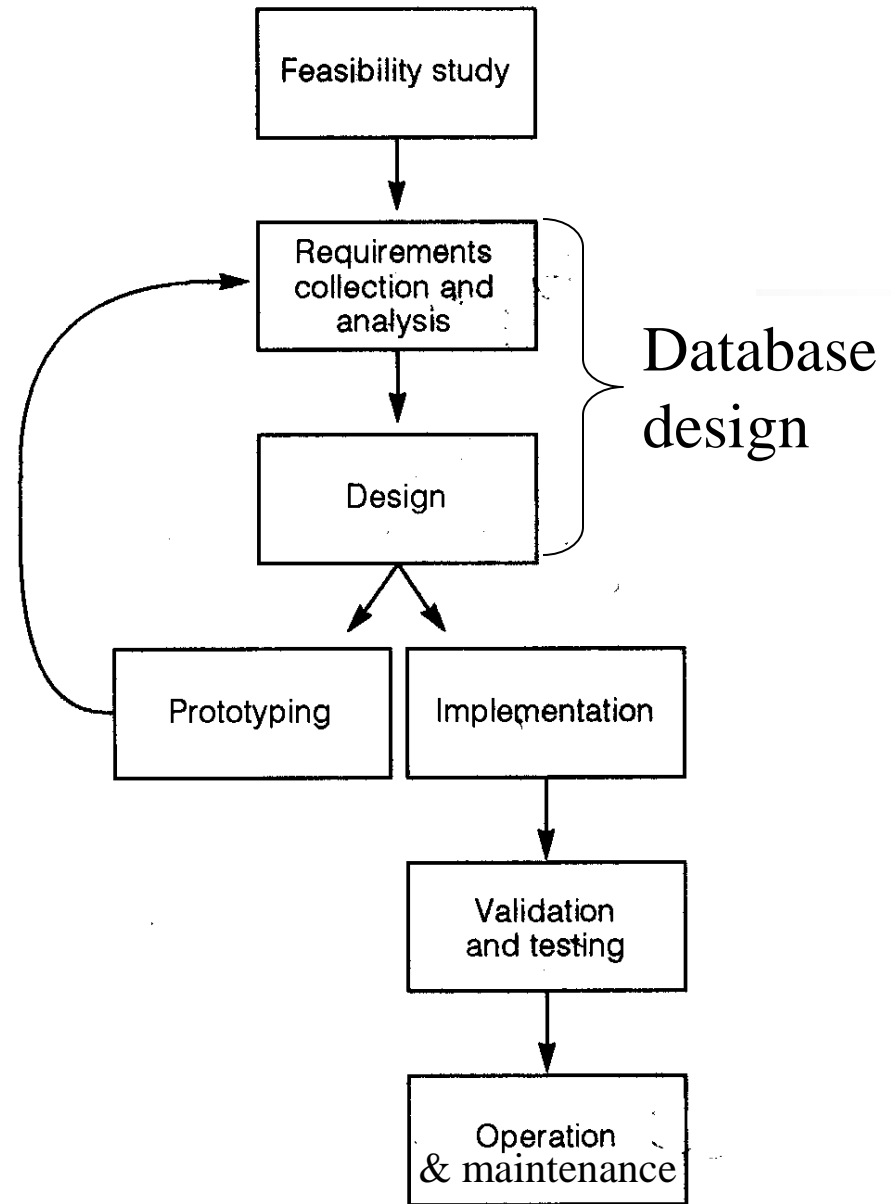 Feasibility study
Requirements
collection and
analysis
Database
design
Design
Prototyping
Implementation
Validation
and testing
Operation
& maintenance